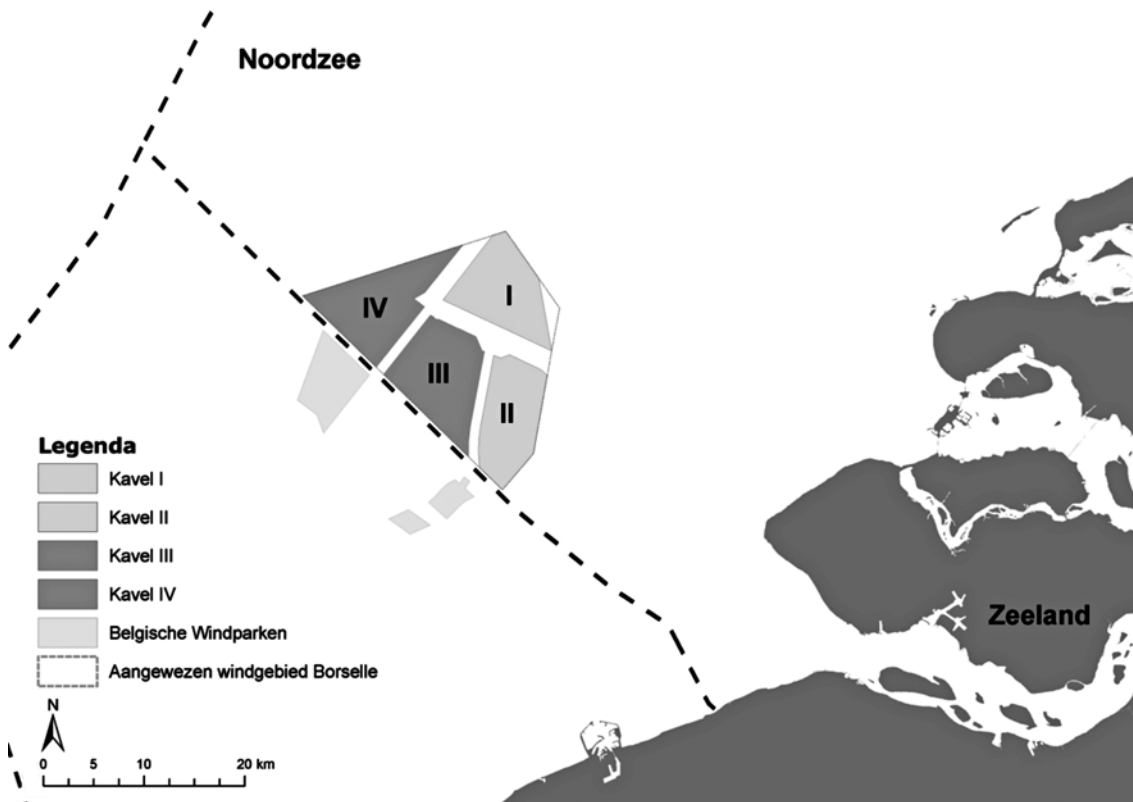 Noordzee
I
IV
III
II
Legenda
Kavel I
Kavel II
Kavel III
Kavel IV
Belgische Windparken
Aangewezen windgebied Borselle
Zeeland
N
0 5 10 20 km